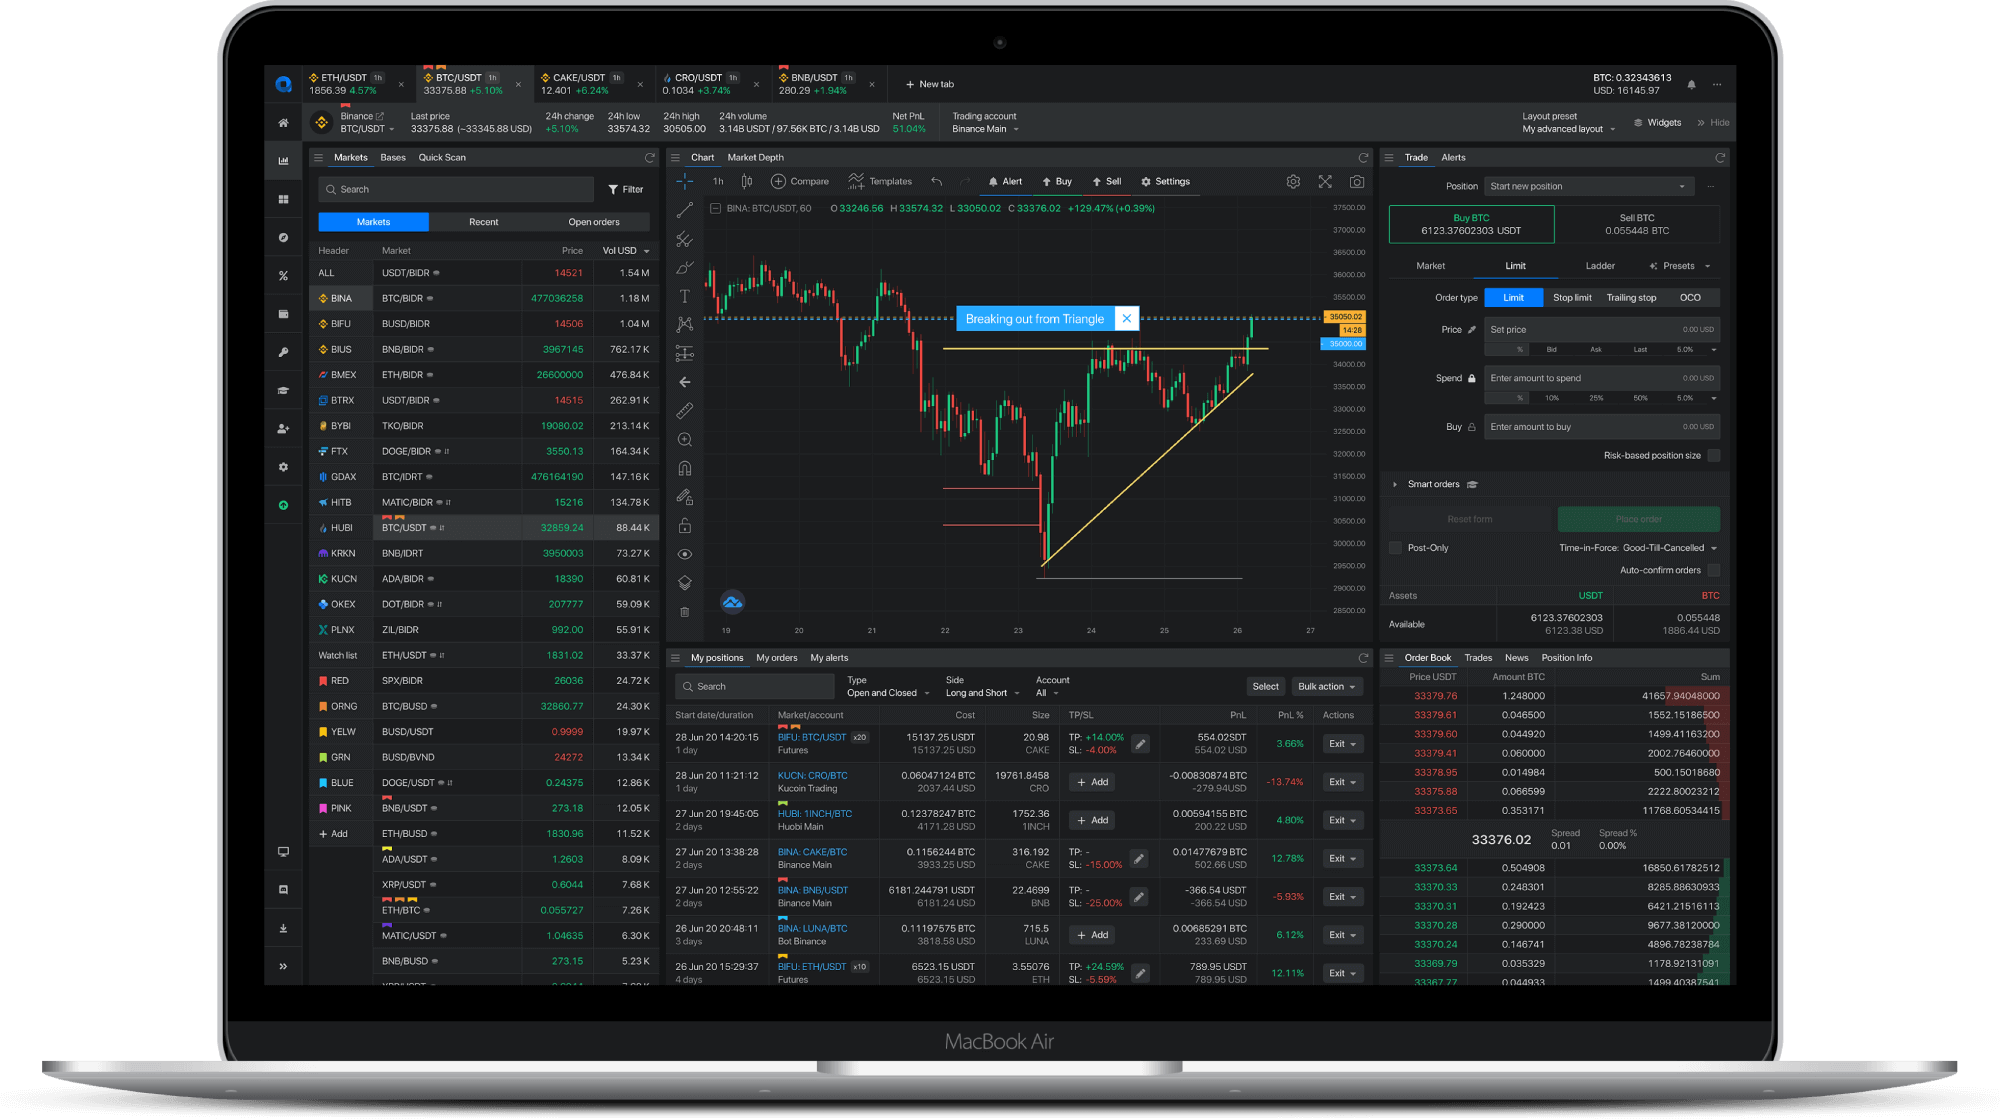 ETH/USDT 1h
1856.39 4.57%
BTC/USDT 1h
33375.88 +5.10%
CAKE/USDT 1h
12.401 +6.24%
CRO/USDT 1h
0.1034 +3.74%
BNB/USDT 1h
280.29 +1.94%
+ New tab
BTC: 0.32343613
USD: 16145.97
Binance
BTC/USDT
Last price
33375.88 (~33345.88 USD)
24h change
+5.10%
24h low
33574.32
24h high
30505.00
24h volume
3.14B USDT / 97.56K BTC / 3.14B USD
Net PnL
51.04%
Trading account
Binance Main
Layout preset
My advanced layout
Widgets
Hide
Markets Bases Quick Scan
Search
Filter
Markets Recent Open orders
Header Market Price Vol USD
ALL USDT/BIDR 14521 1.54 M
BINA BTC/BIDR 477036258 1.18 M
BIFU BUSD/BIDR 14506 1.04 M
BIUS BNB/BIDR 3967145 762.17 K
BMEX ETH/BIDR 26600000 476.84 K
BTRX USDT/BIDR 14515 262.91 K
BYBI TKO/BIDR 19080.02 213.14 K
FTX DOGE/BIDR 3550.13 164.34 K
GDAX BTC/IDRT 476164190 147.16 K
HITB MATIC/BIDR 15216 134.78 K
HUBI BTC/USDT 32859.24 88.44 K
KRKN BNB/IDRT 3950003 73.27 K
KUCN ADA/BIDR 18390 60.81 K
OKEX DOT/BIDR 207777 59.09 K
PLNX ZIL/BIDR 992.00 55.91 K
Watch list ETH/USDT 1831.02 33.37 K
RED SPX/BIDR 26036 24.72 K
ORNG BTC/BUSD 32860.77 24.30 K
YELW BUSD/USDT 0.9999 19.97 K
GRN BUSD/BVND 24272 13.34 K
BLUE DOGE/USDT 0.24375 12.86 K
PINK BNB/USDT 273.18 12.05 K
+ Add ETH/BUSD 1830.96 11.52 K
ADA/USDT 1.2603 8.09 K
XRP/USDT 0.6044 7.68 K
ETH/BTC 0.055727 7.26 K
MATIC/USDT 1.04635 6.30 K
BNB/BUSD 273.15 5.23 K
Chart Market Depth
1h Compare Templates Alert Buy Sell Settings
BINA: BTC/USDT, 60 O 33246.56 H 33574.32 L 33050.02 C 33376.02 +129.47% (+0.39%)
Breaking out from Triangle
37500.00
37000.00
36500.00
36000.00
35500.00
35050.02
14:28
35000.00
34000.00
33500.00
33000.00
32500.00
32000.00
31500.00
31000.00
30500.00
30000.00
29500.00
29000.00
28500.00
19 20 21 22 23 24 25 26 27
My positions My orders My alerts
Search
Type
Open and Closed
Side
Long and Short
Account
All
Select
Bulk action
Start date/duration Market/account Cost Size TP/SL PnL PnL % Actions
28 Jun 20 14:20:15 BIFU: BTC/USDT x20 15137.25 USDT 20.98 TP: +14.00% 554.02USDT 3.66% Exit
1 day Futures 15137.25 USD CAKE SL: -4.00% 554.02 USD
28 Jun 20 11:21:12 KUCN: CRO/BTC 0.06047124 BTC 19761.8458 + Add -0.00830874 BTC -13.74% Exit
1 day Kucoin Trading 2037.44 USD CRO -279.94USD
27 Jun 20 19:45:05 HUBI: 1INCH/BTC 0.12378247 BTC 1752.36 + Add 0.00594155 BTC 4.80% Exit
2 days Huobi Main 4171.28 USD 1INCH 200.22 USD
27 Jun 20 13:38:28 BINA: CAKE/BTC 0.1156244 BTC 316.192 TP: - 0.01477679 BTC 12.78% Exit
2 days Binance Main 3933.25 USD CAKE SL: -15.00% 502.66 USD
27 Jun 20 12:55:22 BINA: BNB/USDT 6181.244791 USDT 22.4699 TP: - -366.54 USDT -5.93% Exit
2 days Binance Main 6181.24 USD BNB SL: -25.00% -366.54 USD
26 Jun 20 20:48:11 BINA: LUNA/BTC 0.11197575 BTC 715.5 + Add 0.00685291 BTC 6.12% Exit
3 days Bot Binance 3818.58 USD LUNA 233.69 USD
26 Jun 20 15:29:37 BIFU: ETH/USDT x10 6523.15 USDT 3.55076 TP: +24.59% 789.95 USDT 12.11% Exit
4 days Futures 6523.15 USD ETH SL: -5.59% 789.95 USD
Trade Alerts
Position Start new position
Buy BTC
6123.37602303 USDT
Sell BTC
0.055448 BTC
Market Limit Ladder Presets
Order type Limit Stop limit Trailing stop OCO
Price Set price 0.00 USD
% Bid Ask Last 5.0%
Spend Enter amount to spend 0.00 USD
% 10% 25% 50% 5.0%
Buy Enter amount to buy 0.00 USD
Risk-based position size
Smart orders
Reset form Place order
Post-Only Time-in-Force: Good-Till-Cancelled
Auto-confirm orders
Assets USDT BTC
Available 6123.37602303 0.055448
6123.38 USD 1886.44 USD
Order Book Trades News Position Info
Price USDT Amount BTC Sum
33379.76 1.248000 41657.94048000
33379.61 0.046500 1552.15186500
33379.60 0.044920 1499.41163200
33379.41 0.060000 2002.76460000
33378.95 0.014984 500.15018680
33375.88 0.066599 2222.80023212
33373.65 0.353171 11768.60534415
33376.02 Spread 0.01 Spread % 0.00%
33373.64 0.504908 16850.61782512
33370.33 0.248301 8285.88630933
33370.31 0.192423 6421.21516113
33370.28 0.290000 9677.38120000
33370.24 0.146741 4896.78238784
33369.79 0.035329 1178.92131091
33367.77 0.044933 1499.40387541
MacBook Air